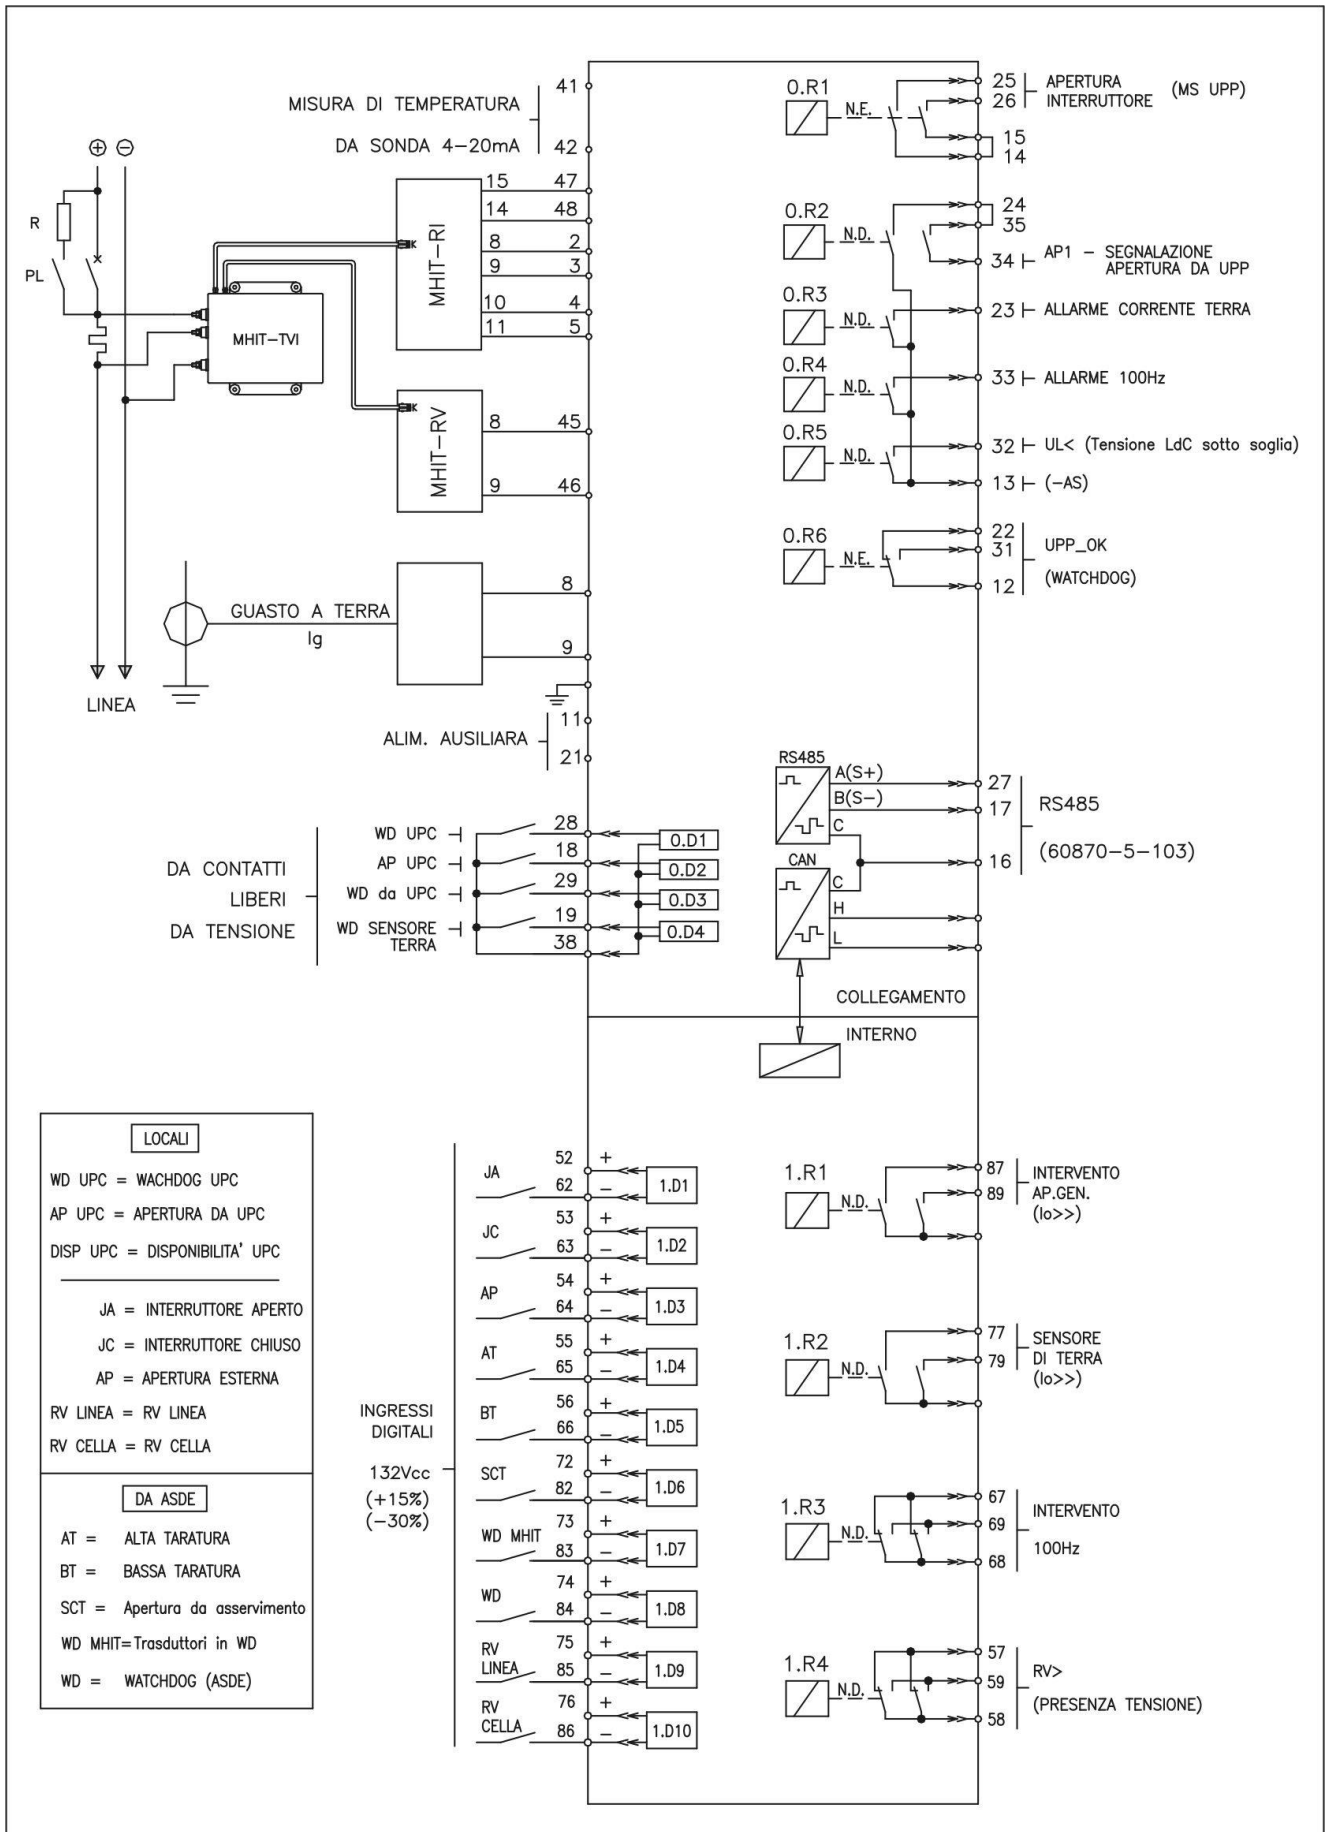 MISURA DI TEMPERATURA
DA SONDA 4-20mA
41
42
+ −
R
PL
MHIT-TVI
LINEA
MHIT-RI
15 47
14 48
8 2
9 3
10 4
11 5
MHIT-RV
8 45
9 46
GUASTO A TERRA
Ig
8
9
ALIM. AUSILIARA
11
21
DA CONTATTI
LIBERI
DA TENSIONE
WD UPC 28 0.D1
AP UPC 18 0.D2
WD da UPC 29 0.D3
WD SENSORE
TERRA
19 0.D4
38
0.R1 N.E.
25
26
15
14
APERTURA
INTERRUTTORE
(MS UPP)
0.R2 N.D.
24
35
34
AP1 - SEGNALAZIONE
APERTURA DA UPP
0.R3 N.D. 23 ALLARME CORRENTE TERRA
0.R4 N.D. 33 ALLARME 100Hz
0.R5 N.D. 32 UL< (Tensione LdC sotto soglia)
13 (-AS)
0.R6 N.E.
22
31
12
UPP_OK
(WATCHDOG)
RS485
A(S+) 27
B(S-) 17
C
16
RS485
(60870-5-103)
CAN
C
H
L
COLLEGAMENTO
INTERNO
LOCALI
WD UPC = WACHDOG UPC
AP UPC = APERTURA DA UPC
DISP UPC = DISPONIBILITA' UPC
JA = INTERRUTTORE APERTO
JC = INTERRUTTORE CHIUSO
AP = APERTURA ESTERNA
RV LINEA = RV LINEA
RV CELLA = RV CELLA
DA ASDE
AT = ALTA TARATURA
BT = BASSA TARATURA
SCT = Apertura da asservimento
WD MHIT=Trasduttori in WD
WD = WATCHDOG (ASDE)
INGRESSI
DIGITALI
132Vcc
(+15%)
(-30%)
JA 52 + 62 − 1.D1
JC 53 + 63 − 1.D2
AP 54 + 64 − 1.D3
AT 55 + 65 − 1.D4
BT 56 + 66 − 1.D5
SCT 72 + 82 − 1.D6
WD MHIT 73 + 83 − 1.D7
WD 74 + 84 − 1.D8
RV
LINEA
75 + 85 − 1.D9
RV
CELLA
76 + 86 − 1.D10
1.R1 N.D.
87
89
INTERVENTO
AP.GEN.
(Io>>)
1.R2 N.D.
77
79
SENSORE
DI TERRA
(Io>>)
1.R3 N.D.
67
69
68
INTERVENTO
100Hz
1.R4 N.D.
57
59
58
RV>
(PRESENZA TENSIONE)